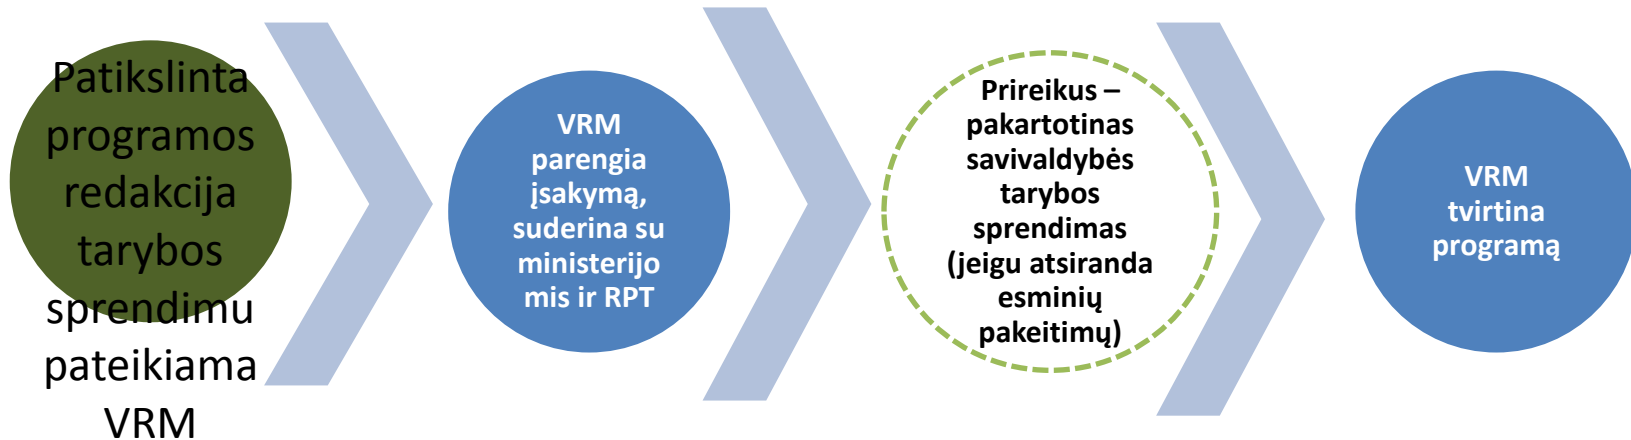 Patikslinta
programos
redakcija
tarybos
sprendimu
pateikiama
VRM
VRM
parengia
įsakymą,
suderina su
ministerijo
mis ir RPT
Prireikus –
pakartotinas
savivaldybės
tarybos
sprendimas
(jeigu atsiranda
esminių
pakeitimų)
VRM
tvirtina
programą